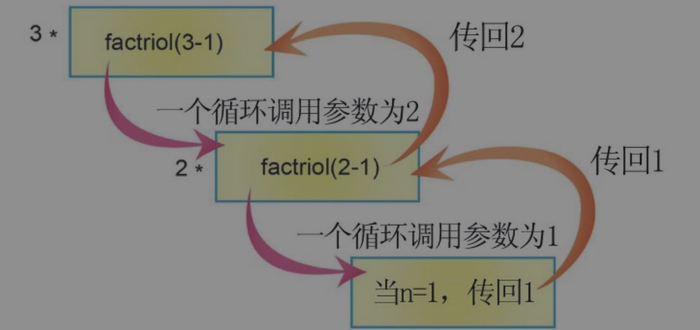 3 * factriol(3-1)
传回2
一个循环调用参数为2
2 * factriol(2-1)
传回1
一个循环调用参数为1
当n=1，传回1